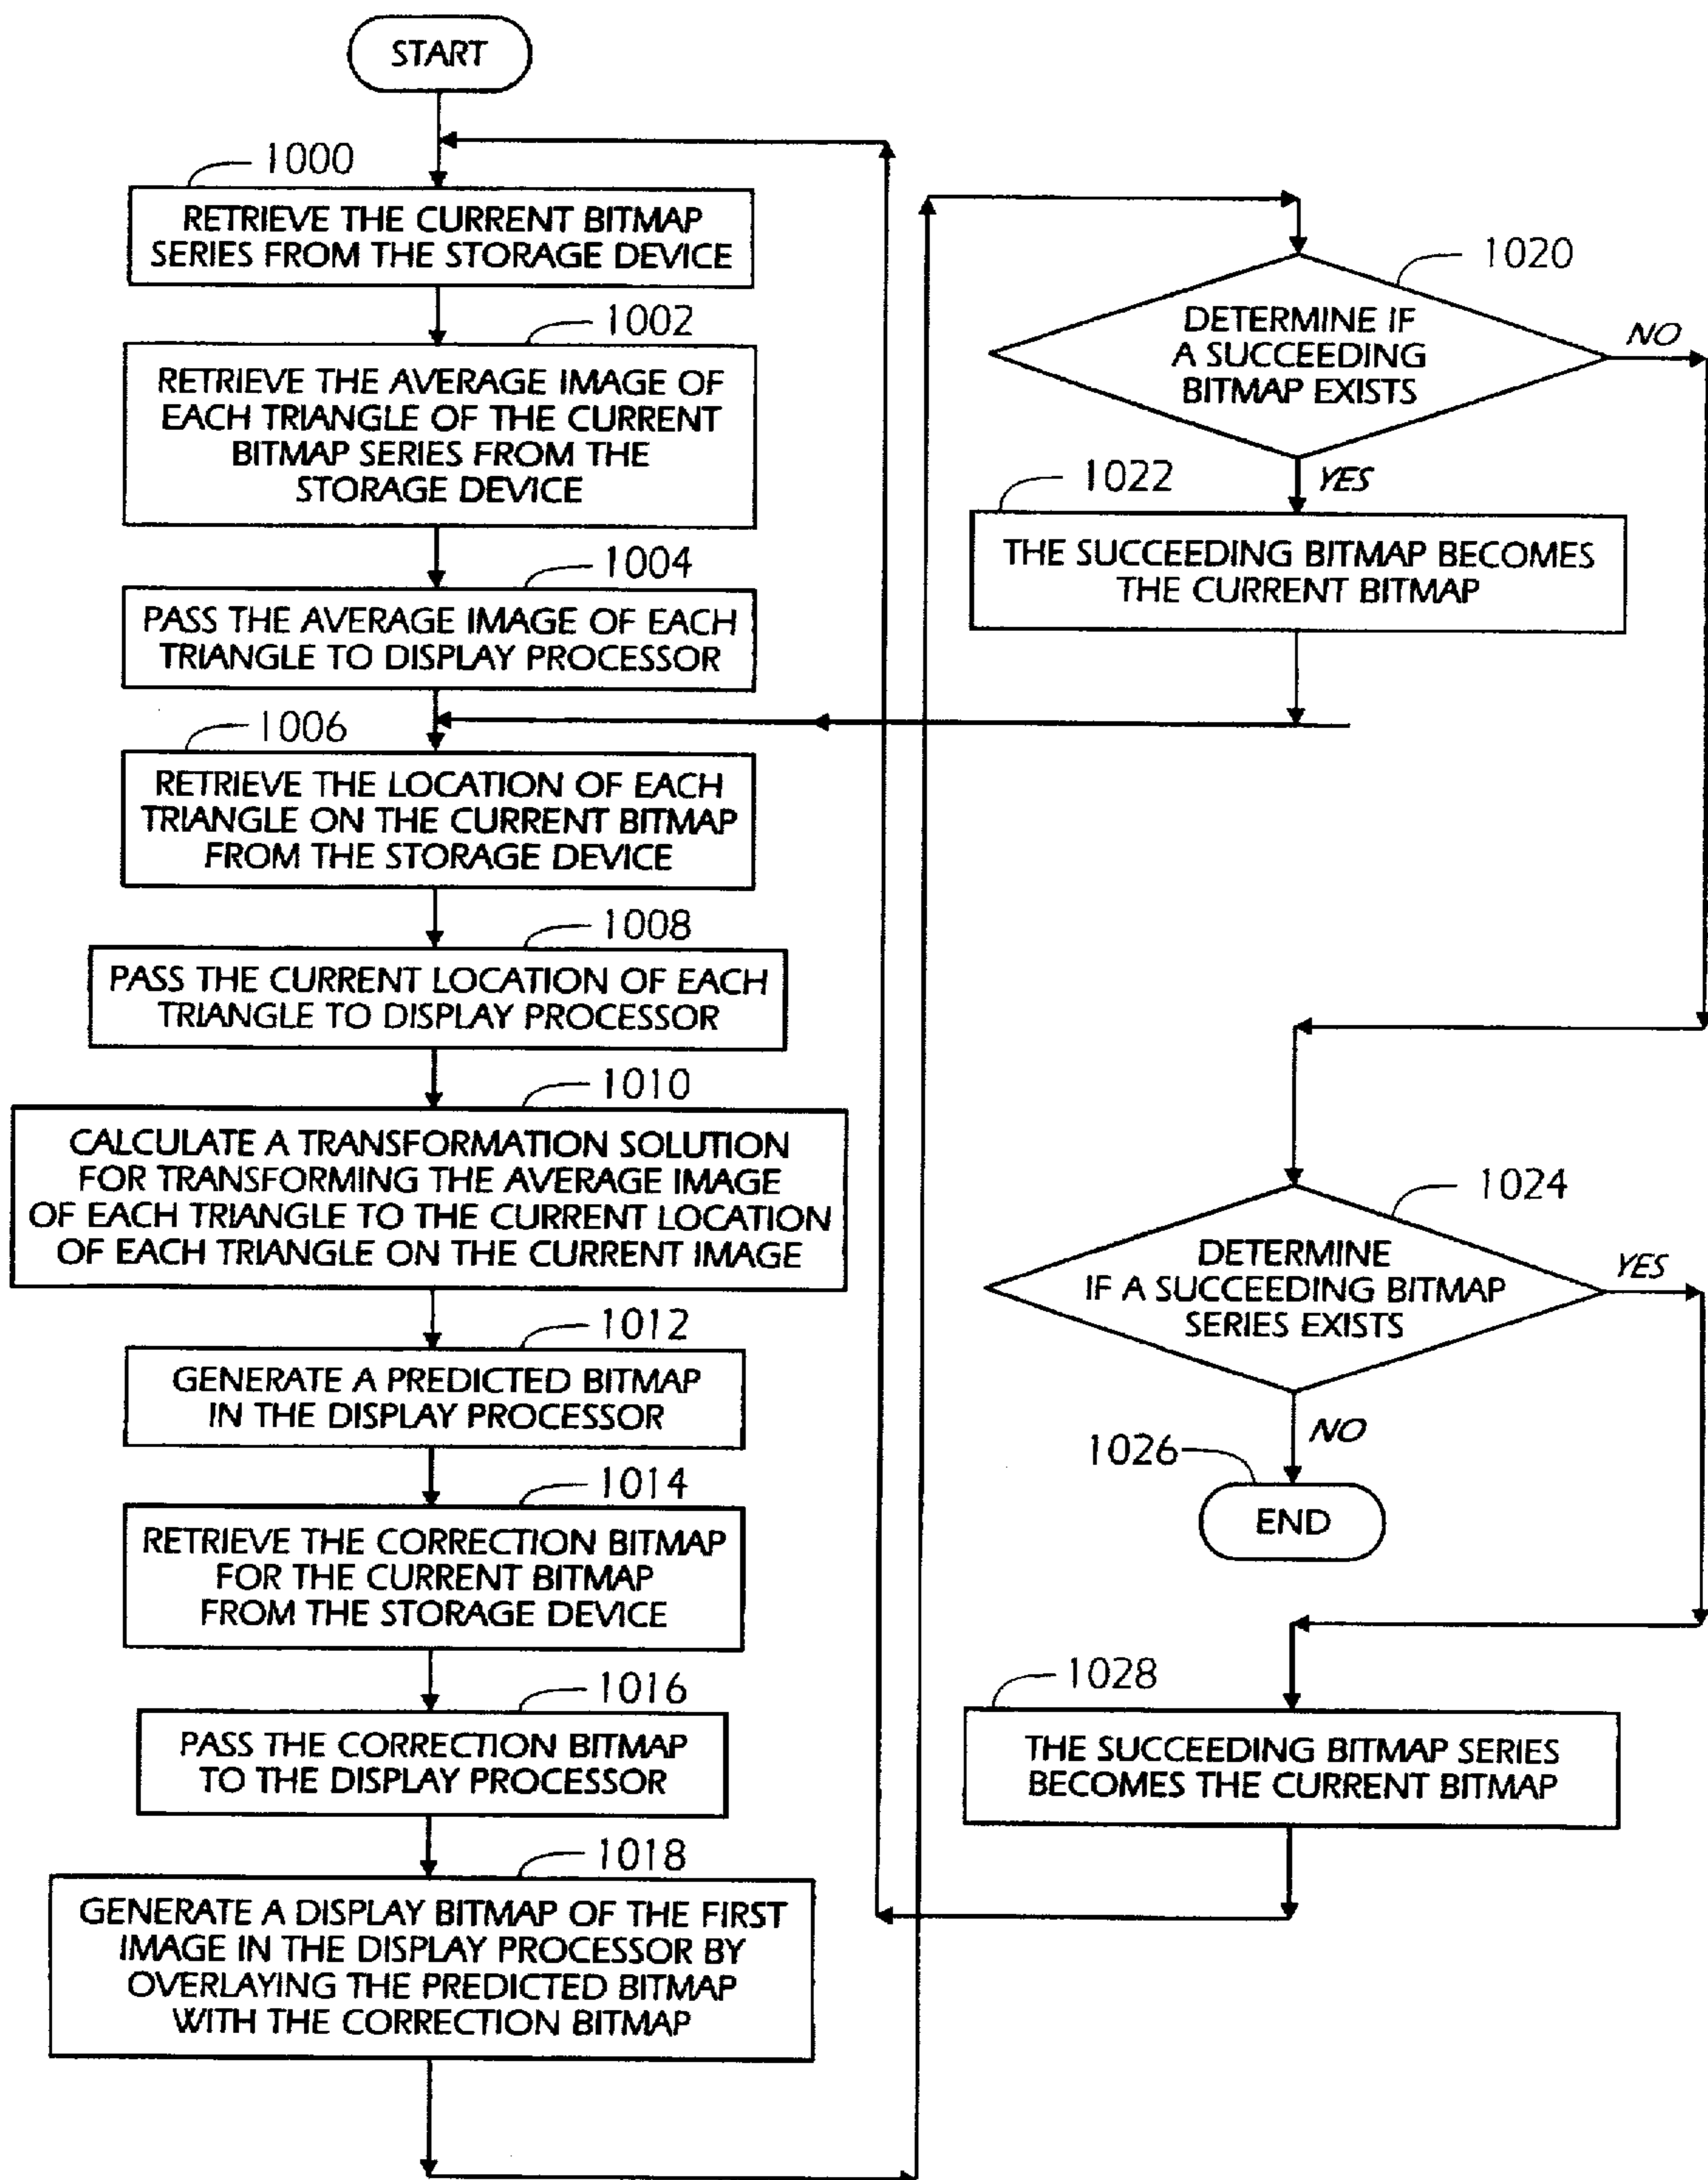 START
1000
RETRIEVE THE CURRENT BITMAP
SERIES FROM THE STORAGE DEVICE
1002
RETRIEVE THE AVERAGE IMAGE OF
EACH TRIANGLE OF THE CURRENT
BITMAP SERIES FROM THE
STORAGE DEVICE
1004
PASS THE AVERAGE IMAGE OF EACH
TRIANGLE TO DISPLAY PROCESSOR
1006
RETRIEVE THE LOCATION OF EACH
TRIANGLE ON THE CURRENT BITMAP
FROM THE STORAGE DEVICE
1008
PASS THE CURRENT LOCATION OF EACH
TRIANGLE TO DISPLAY PROCESSOR
1010
CALCULATE A TRANSFORMATION SOLUTION
FOR TRANSFORMING THE AVERAGE IMAGE
OF EACH TRIANGLE TO THE CURRENT LOCATION
OF EACH TRIANGLE ON THE CURRENT IMAGE
1012
GENERATE A PREDICTED BITMAP
IN THE DISPLAY PROCESSOR
1014
RETRIEVE THE CORRECTION BITMAP
FOR THE CURRENT BITMAP
FROM THE STORAGE DEVICE
1016
PASS THE CORRECTION BITMAP
TO THE DISPLAY PROCESSOR
1018
GENERATE A DISPLAY BITMAP OF THE FIRST
IMAGE IN THE DISPLAY PROCESSOR BY
OVERLAYING THE PREDICTED BITMAP
WITH THE CORRECTION BITMAP
1020
DETERMINE IF
A SUCCEEDING
BITMAP EXISTS
NO
YES
1022
THE SUCCEEDING BITMAP BECOMES
THE CURRENT BITMAP
1024
DETERMINE
IF A SUCCEEDING BITMAP
SERIES EXISTS
YES
NO
1026
END
1028
THE SUCCEEDING BITMAP SERIES
BECOMES THE CURRENT BITMAP